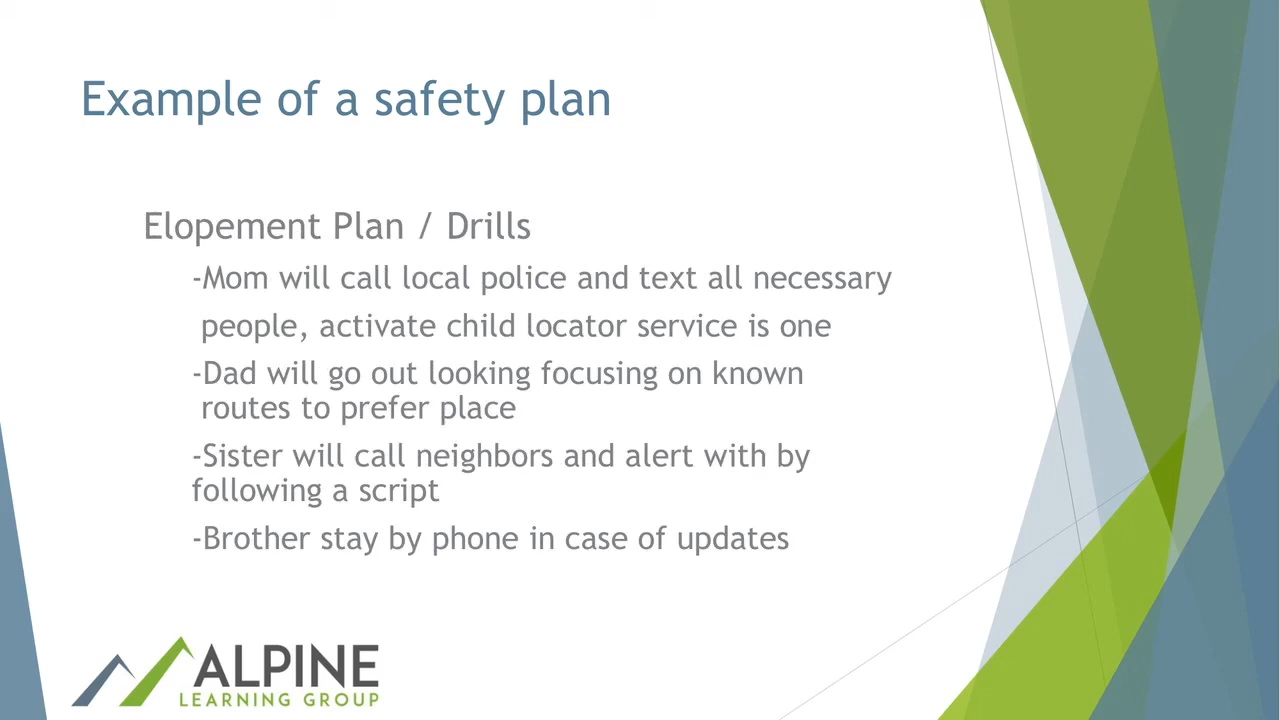 Example of a safety plan
Elopement Plan / Drills
-Mom will call local police and text all necessary
people, activate child locator service is one
-Dad will go out looking focusing on known
routes to prefer place
-Sister will call neighbors and alert with by
following a script
-Brother stay by phone in case of updates
ALPINE
LEARNING GROUP